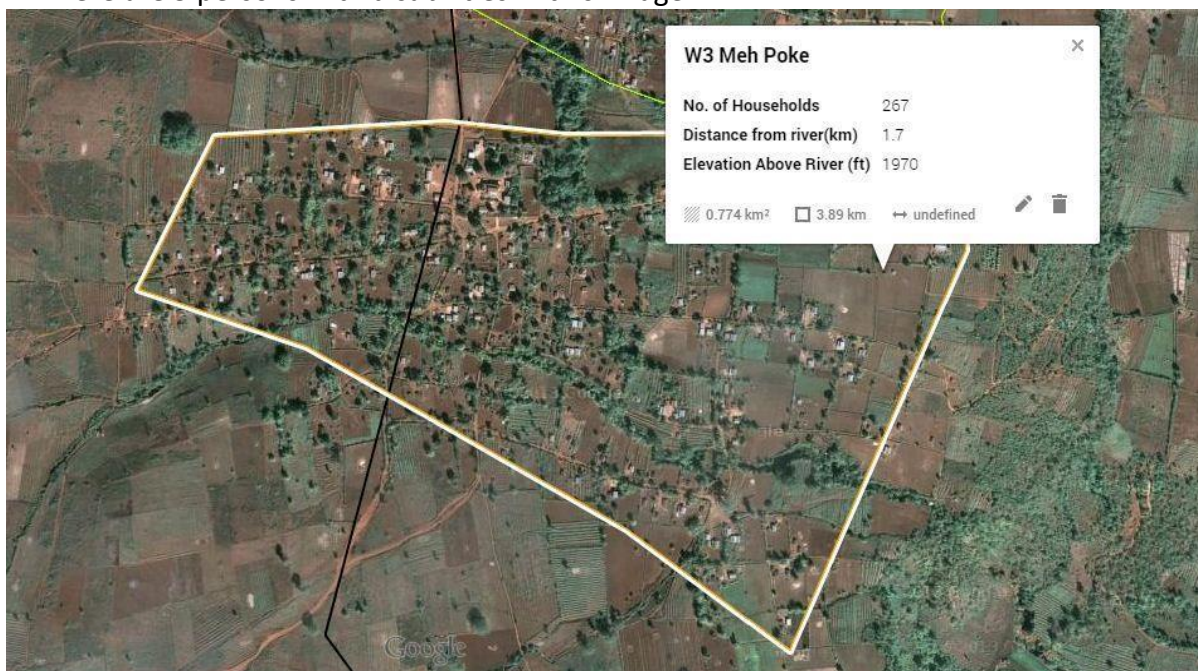 W3 Meh Poke
No. of Households 267
Distance from river(km) 1.7
Elevation Above River (ft) 1970
0.774 km² 3.89 km undefined
Google